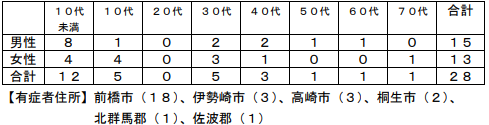 １０代 １０代 ２０代 ３０代 ４０代 ５０代 ６０代 ７０代 合計
未満
男性 8 1 0 2 2 1 1 0 15
女性 4 4 0 3 1 0 0 1 13
合計 12 5 0 5 3 1 1 1 28
【有症者住所】前橋市（１８）、伊勢崎市（３）、高崎市（３）、桐生市（２）、
北群馬郡（１）、佐波郡（１）